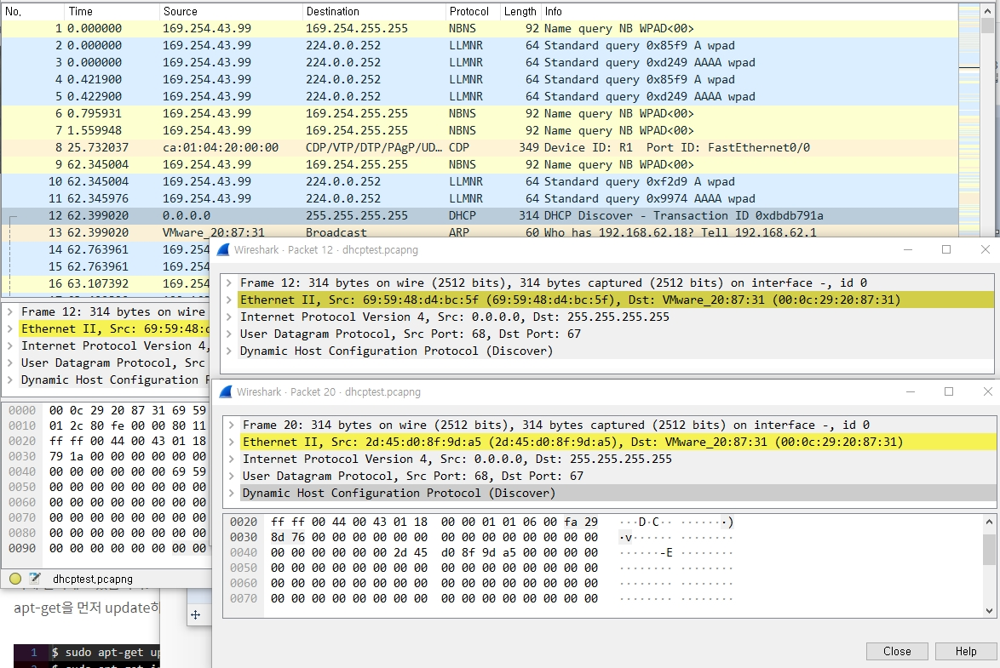 No. Time Source Destination Protocol Length Info
1 0.000000 169.254.43.99 169.254.255.255 NBNS 92 Name query NB WPAD<00>
2 0.000000 169.254.43.99 224.0.0.252 LLMNR 64 Standard query 0x85f9 A wpad
3 0.000000 169.254.43.99 224.0.0.252 LLMNR 64 Standard query 0xd249 AAAA wpad
4 0.421900 169.254.43.99 224.0.0.252 LLMNR 64 Standard query 0x85f9 A wpad
5 0.422900 169.254.43.99 224.0.0.252 LLMNR 64 Standard query 0xd249 AAAA wpad
6 0.795931 169.254.43.99 169.254.255.255 NBNS 92 Name query NB WPAD<00>
7 1.559948 169.254.43.99 169.254.255.255 NBNS 92 Name query NB WPAD<00>
8 25.732037 ca:01:04:20:00:00 CDP/VTP/DTP/PAgP/UD… CDP 349 Device ID: R1 Port ID: FastEthernet0/0
9 62.345004 169.254.43.99 169.254.255.255 NBNS 92 Name query NB WPAD<00>
10 62.345004 169.254.43.99 224.0.0.252 LLMNR 64 Standard query 0xf2d9 A wpad
11 62.345976 169.254.43.99 224.0.0.252 LLMNR 64 Standard query 0x9974 AAAA wpad
12 62.399020 0.0.0.0 255.255.255.255 DHCP 314 DHCP Discover - Transaction ID 0xdbdb791a
13 62.399020 VMware_20:87:31 Broadcast ARP 60 Who has 192.168.62.18? Tell 192.168.62.1
14 62.763961 169.254
15 62.763961 169.254
16 63.107392 169.254
Frame 12: 314 bytes on wire
Ethernet II, Src: 69:59:48:d
Internet Protocol Version 4,
User Datagram Protocol, Src
Dynamic Host Configuration P
0000 00 0c 29 20 87 31 69 59
0010 01 2c 80 fe 00 00 80 11
0020 ff ff 00 44 00 43 01 18
0030 79 1a 00 00 00 00 00 00
0040 00 00 00 00 00 00 69 59
0050 00 00 00 00 00 00 00 00
0060 00 00 00 00 00 00 00 00
0070 00 00 00 00 00 00 00 00
0080 00 00 00 00 00 00 00 00
0090 00 00 00 00 00 00 00 00
dhcptest.pcapng
Wireshark · Packet 12 · dhcptest.pcapng
Frame 12: 314 bytes on wire (2512 bits), 314 bytes captured (2512 bits) on interface -, id 0
Ethernet II, Src: 69:59:48:d4:bc:5f (69:59:48:d4:bc:5f), Dst: VMware_20:87:31 (00:0c:29:20:87:31)
Internet Protocol Version 4, Src: 0.0.0.0, Dst: 255.255.255.255
User Datagram Protocol, Src Port: 68, Dst Port: 67
Dynamic Host Configuration Protocol (Discover)
Wireshark · Packet 20 · dhcptest.pcapng
Frame 20: 314 bytes on wire (2512 bits), 314 bytes captured (2512 bits) on interface -, id 0
Ethernet II, Src: 2d:45:d0:8f:9d:a5 (2d:45:d0:8f:9d:a5), Dst: VMware_20:87:31 (00:0c:29:20:87:31)
Internet Protocol Version 4, Src: 0.0.0.0, Dst: 255.255.255.255
User Datagram Protocol, Src Port: 68, Dst Port: 67
Dynamic Host Configuration Protocol (Discover)
0020 ff ff 00 44 00 43 01 18 00 00 01 01 06 00 fa 29 ···D·C·· ·······)
0030 8d 76 00 00 00 00 00 00 00 00 00 00 00 00 00 00 ·v······ ········
0040 00 00 00 00 00 00 2d 45 d0 8f 9d a5 00 00 00 00 ······-E ········
0050 00 00 00 00 00 00 00 00 00 00 00 00 00 00 00 00 ········ ········
0060 00 00 00 00 00 00 00 00 00 00 00 00 00 00 00 00 ········ ········
0070 00 00 00 00 00 00 00 00 00 00 00 00 00 00 00 00 ········ ········
Close Help
apt-get을 먼저 update하
1 $ sudo apt-get up